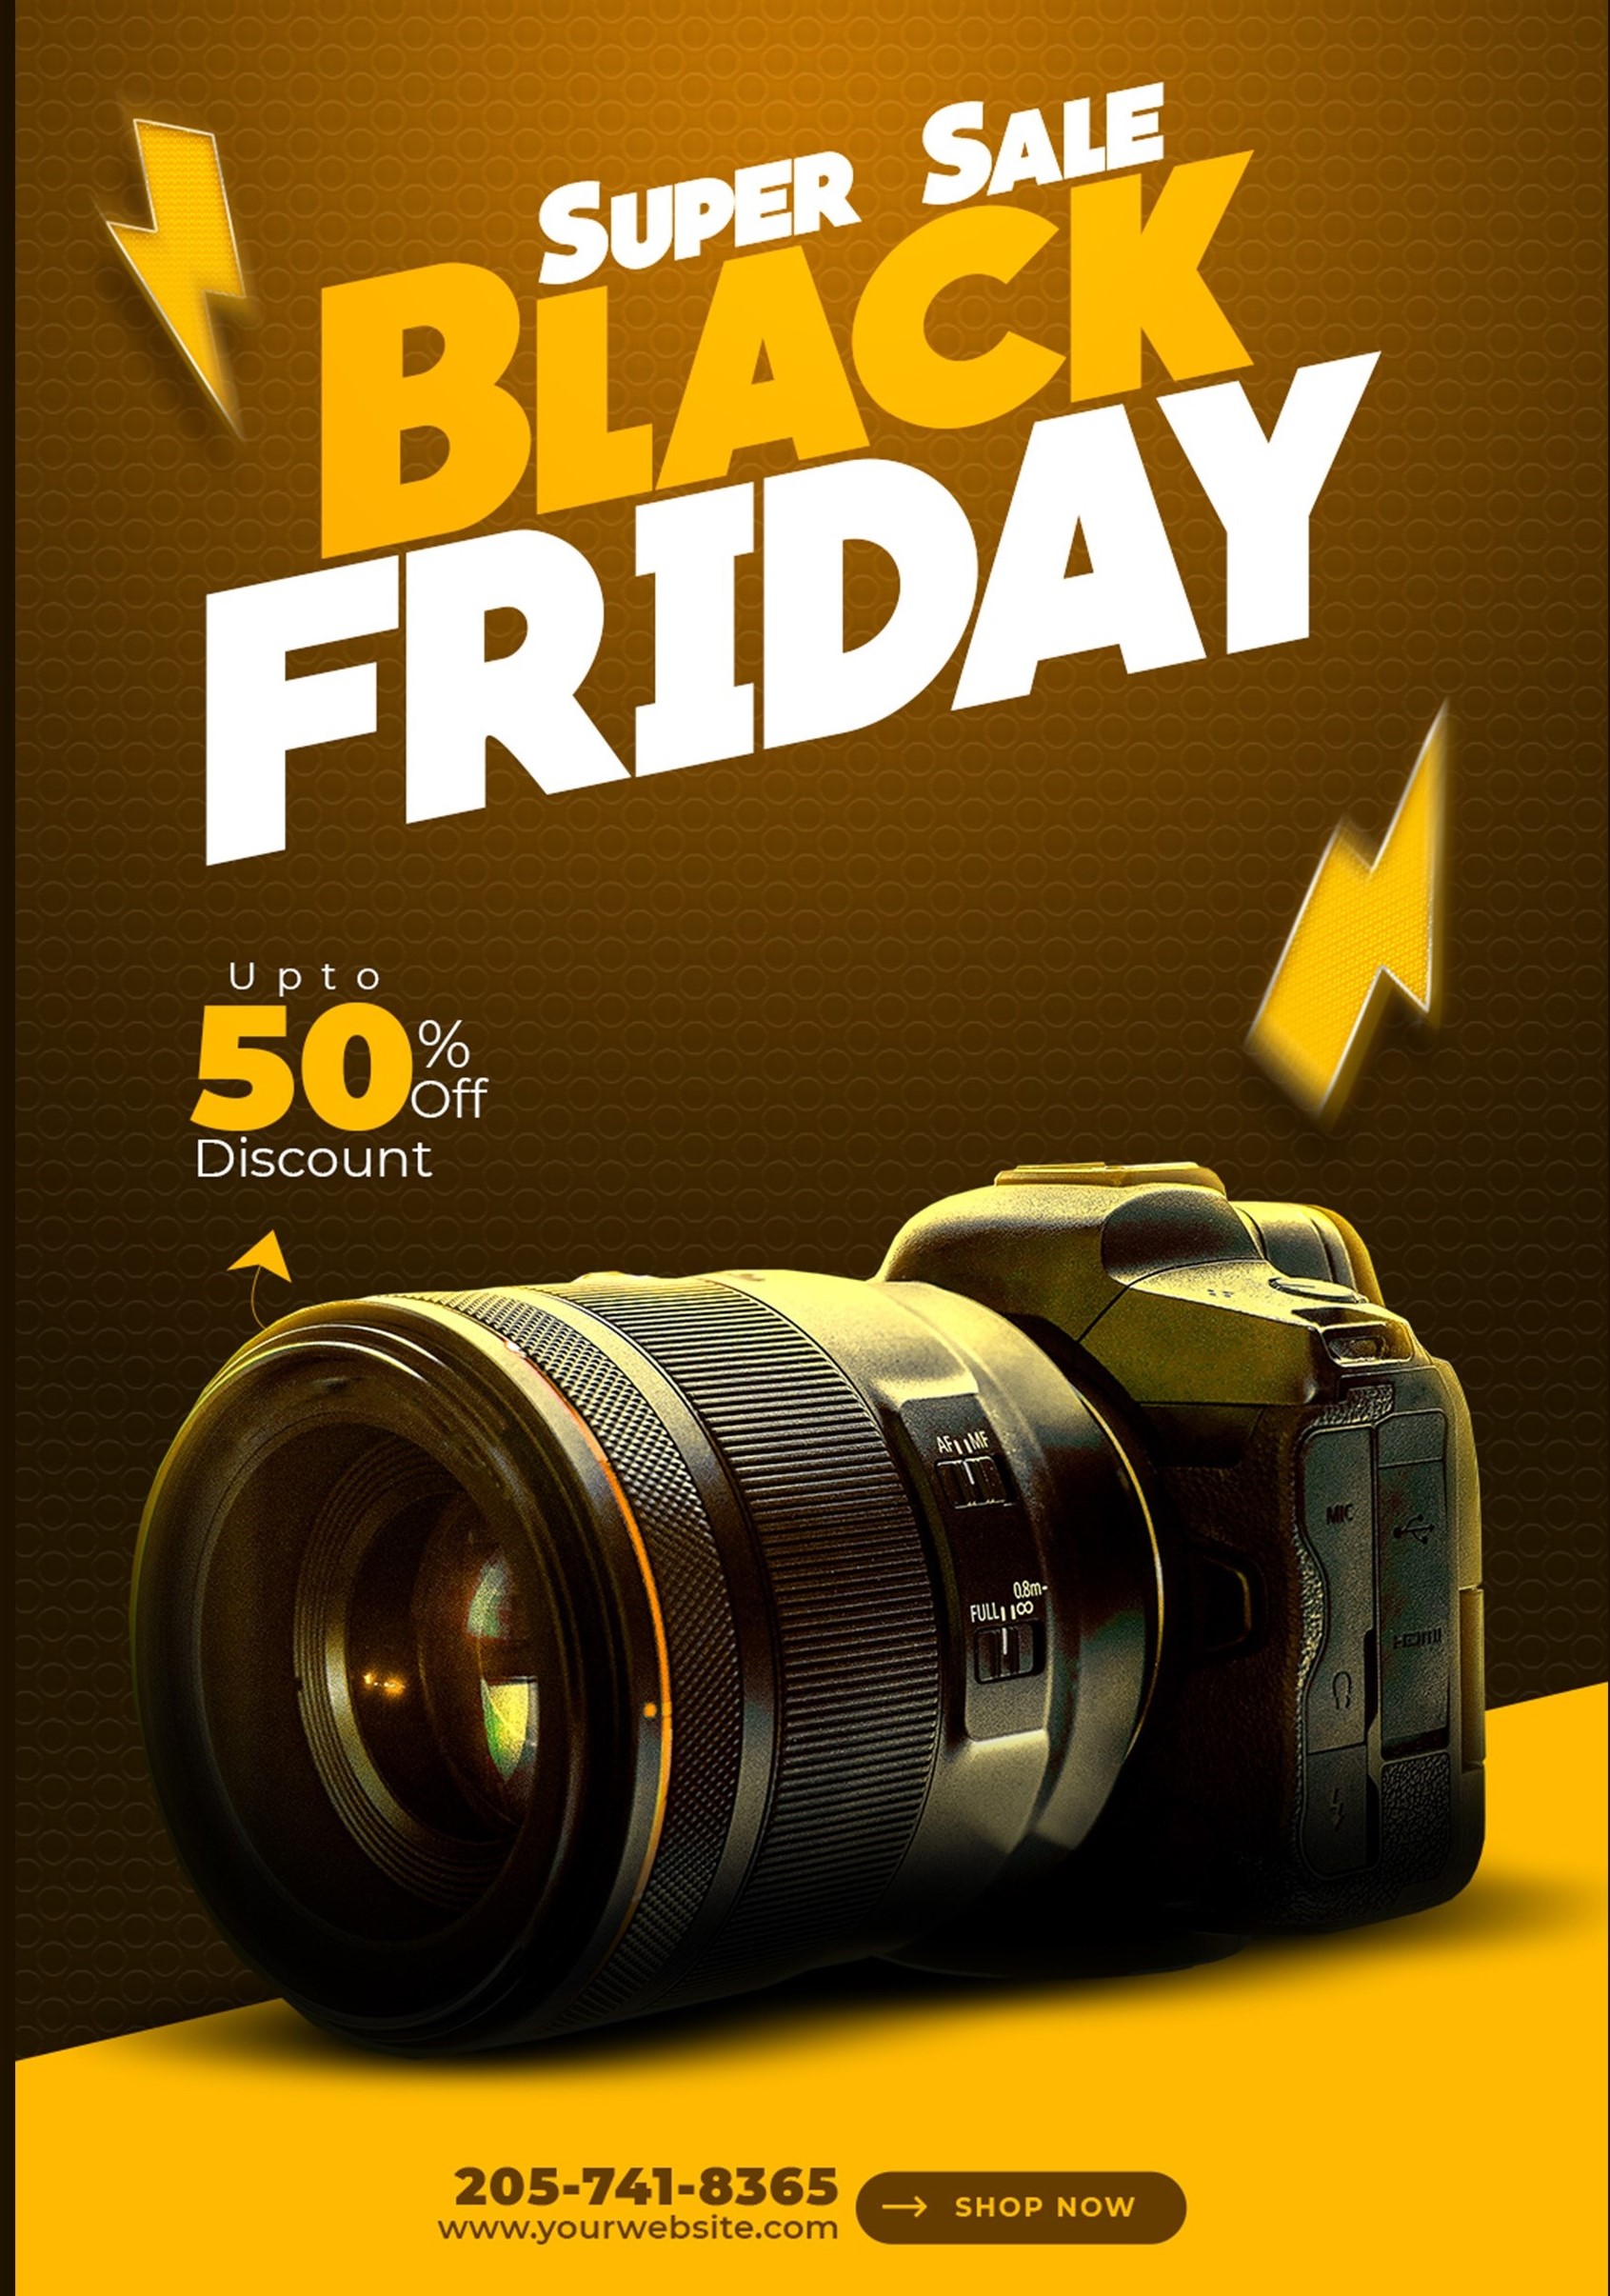 SUPER SALE
BLACK
FRIDAY
Upto
50%
Off
Discount
AF MF
0.8m-
FULL ∞
MIC
HDMI
205-741-8365
www.yourwebsite.com
→ SHOP NOW